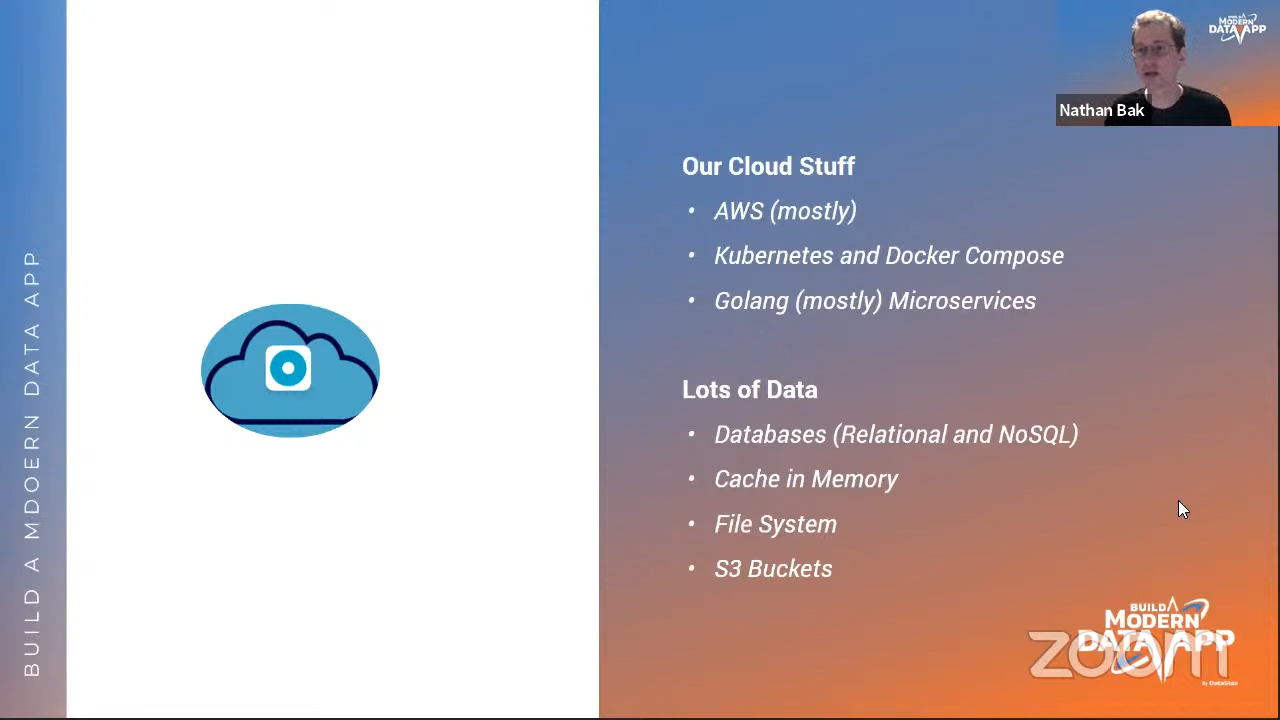 BUILD A MDOERN DATA APP
BUILD A
MODERN
DATA APP
Nathan Bak
Our Cloud Stuff
• AWS (mostly)
• Kubernetes and Docker Compose
• Golang (mostly) Microservices
Lots of Data
• Databases (Relational and NoSQL)
• Cache in Memory
• File System
• S3 Buckets
BUILD A
MODERN
DATA APP
zoom
By DataStax